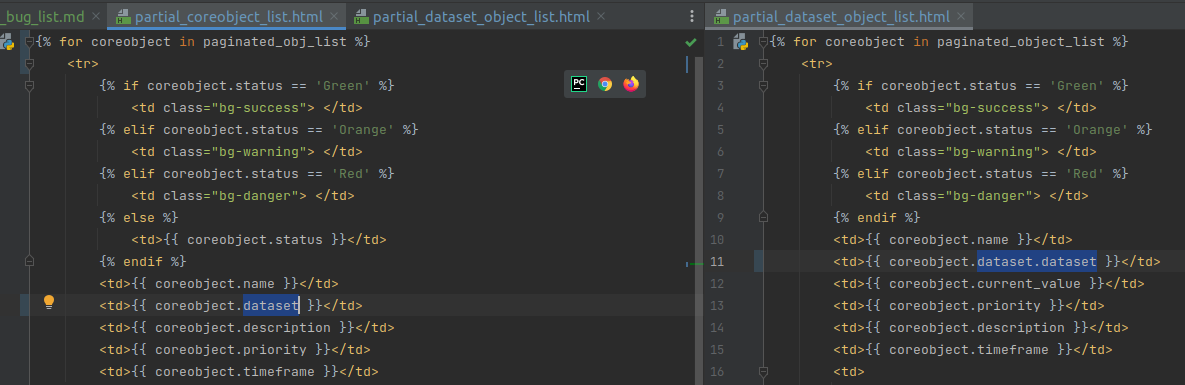 _bug_list.md
partial_coreobject_list.html
partial_dataset_object_list.html
{% for coreobject in paginated_obj_list %}
<tr>
{% if coreobject.status == 'Green' %}
<td class="bg-success"> </td>
{% elif coreobject.status == 'Orange' %}
<td class="bg-warning"> </td>
{% elif coreobject.status == 'Red' %}
<td class="bg-danger"> </td>
{% else %}
<td>{{ coreobject.status }}</td>
{% endif %}
<td>{{ coreobject.name }}</td>
<td>{{ coreobject.dataset }}</td>
<td>{{ coreobject.description }}</td>
<td>{{ coreobject.priority }}</td>
<td>{{ coreobject.timeframe }}</td>
PC
partial_dataset_object_list.html
1 {% for coreobject in paginated_object_list %}
2 <tr>
3 {% if coreobject.status == 'Green' %}
4 <td class="bg-success"> </td>
5 {% elif coreobject.status == 'Orange' %}
6 <td class="bg-warning"> </td>
7 {% elif coreobject.status == 'Red' %}
8 <td class="bg-danger"> </td>
9 {% endif %}
10 <td>{{ coreobject.name }}</td>
11 <td>{{ coreobject.dataset.dataset }}</td>
12 <td>{{ coreobject.current_value }}</td>
13 <td>{{ coreobject.priority }}</td>
14 <td>{{ coreobject.description }}</td>
15 <td>{{ coreobject.timeframe }}</td>
16 <td>